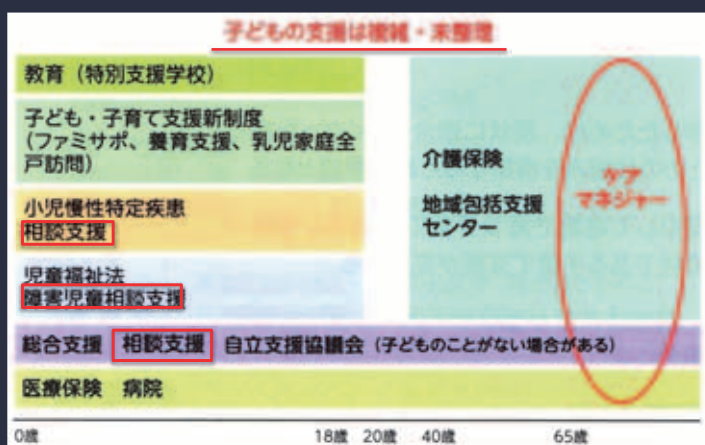 子どもの支援は複雑・未整理
教育（特別支援学校）
子ども・子育て支援新制度
（ファミサポ、養育支援、乳児家庭全
戸訪問）
小児慢性特定疾患
相談支援
児童福祉法
障害児童相談支援
介護保険
地域包括支援
センター
ケア
マネジャー
総合支援 相談支援 自立支援協議会（子どものことがない場合がある）
医療保険 病院
0歳 18歳 20歳 40歳 65歳